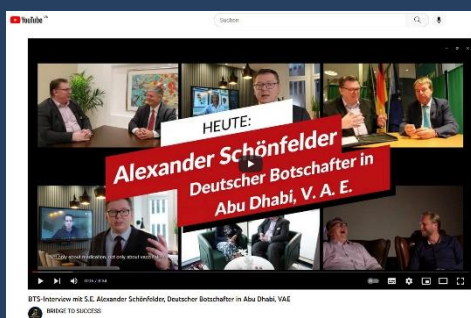 YouTube
Suchen
HEUTE:
Alexander Schönfelder
Deutscher Botschafter in
Abu Dhabi, V. A. E.
BTS-Interview mit S.E. Alexander Schönfelder, Deutscher Botschafter in Abu Dhabi, VAE
BRIDGE TO SUCCESS